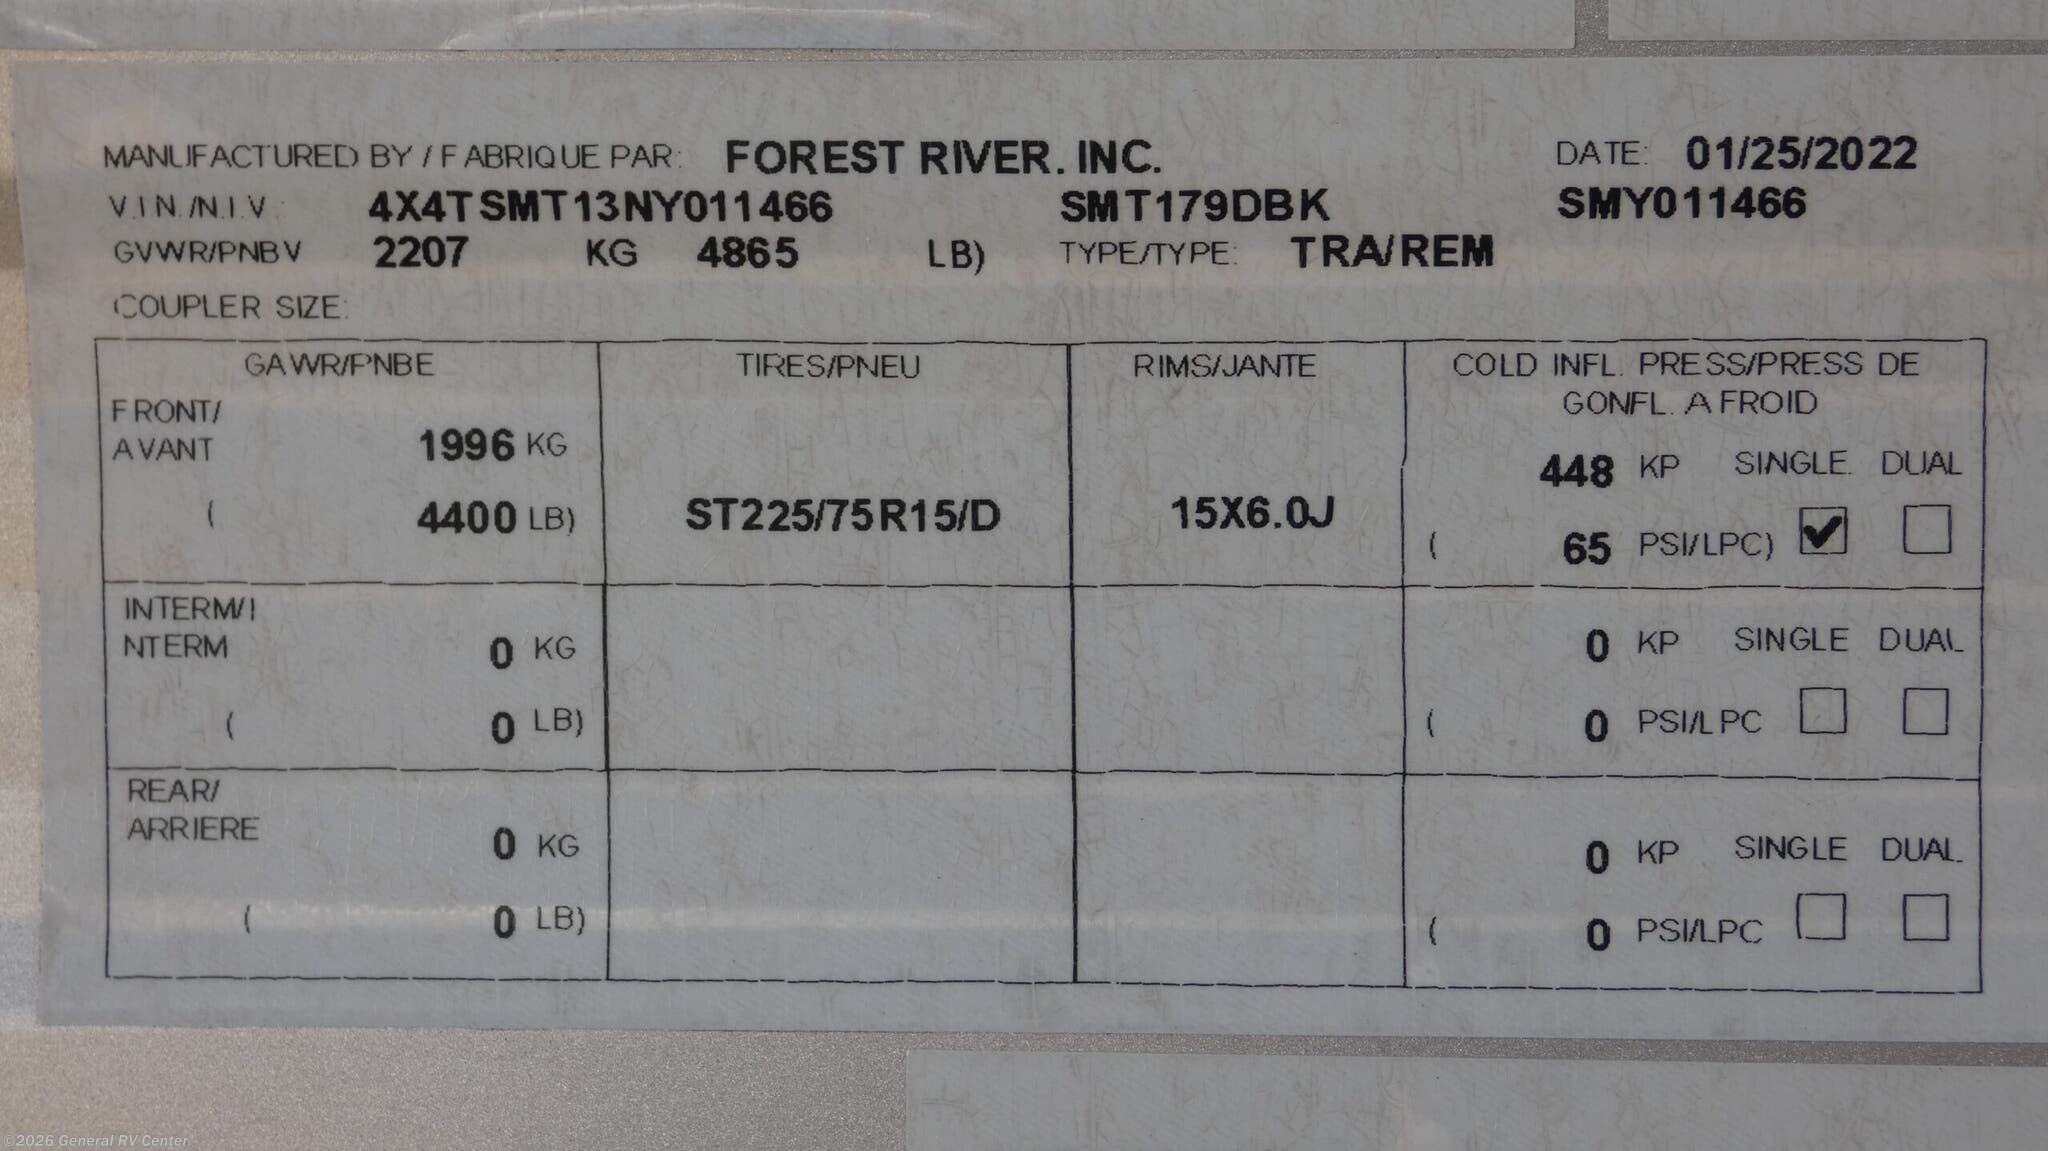 MANUFACTURED BY / FABRIQUE PAR: FOREST RIVER. INC. DATE: 01/25/2022
V.I.N./N.I.V.: 4X4TSMT13NY011466 SMT179DBK SMY011466
GVWR/PNBV 2207 KG 4865 LB) TYPE/TYPE: TRA/REM
COUPLER SIZE:
GAWR/PNBE TIRES/PNEU RIMS/JANTE COLD INFL. PRESS/PRESS DE
GONFL. A FROID
FRONT/
AVANT 1996 KG 448 KP SINGLE DUAL
( 4400 LB) ST225/75R15/D 15X6.0J ( 65 PSI/LPC) ✔
INTERM/I
NTERM 0 KG 0 KP SINGLE DUAL
( 0 LB) ( 0 PSI/LPC
REAR/
ARRIERE 0 KG 0 KP SINGLE DUAL
( 0 LB) ( 0 PSI/LPC
©2026 General RV Center